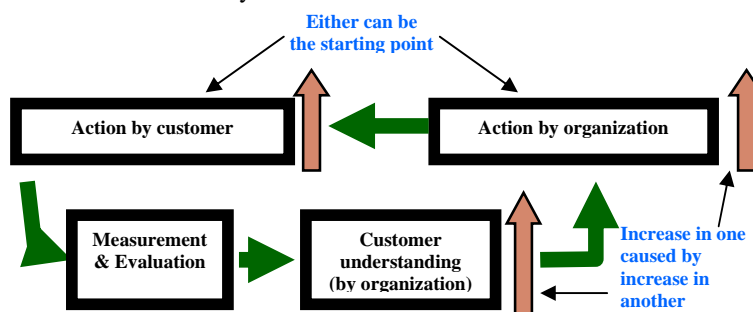 Either can be
the starting point
Action by customer
Action by organization
Measurement
& Evaluation
Customer
understanding
(by organization)
Increase in one
caused by
increase in
another